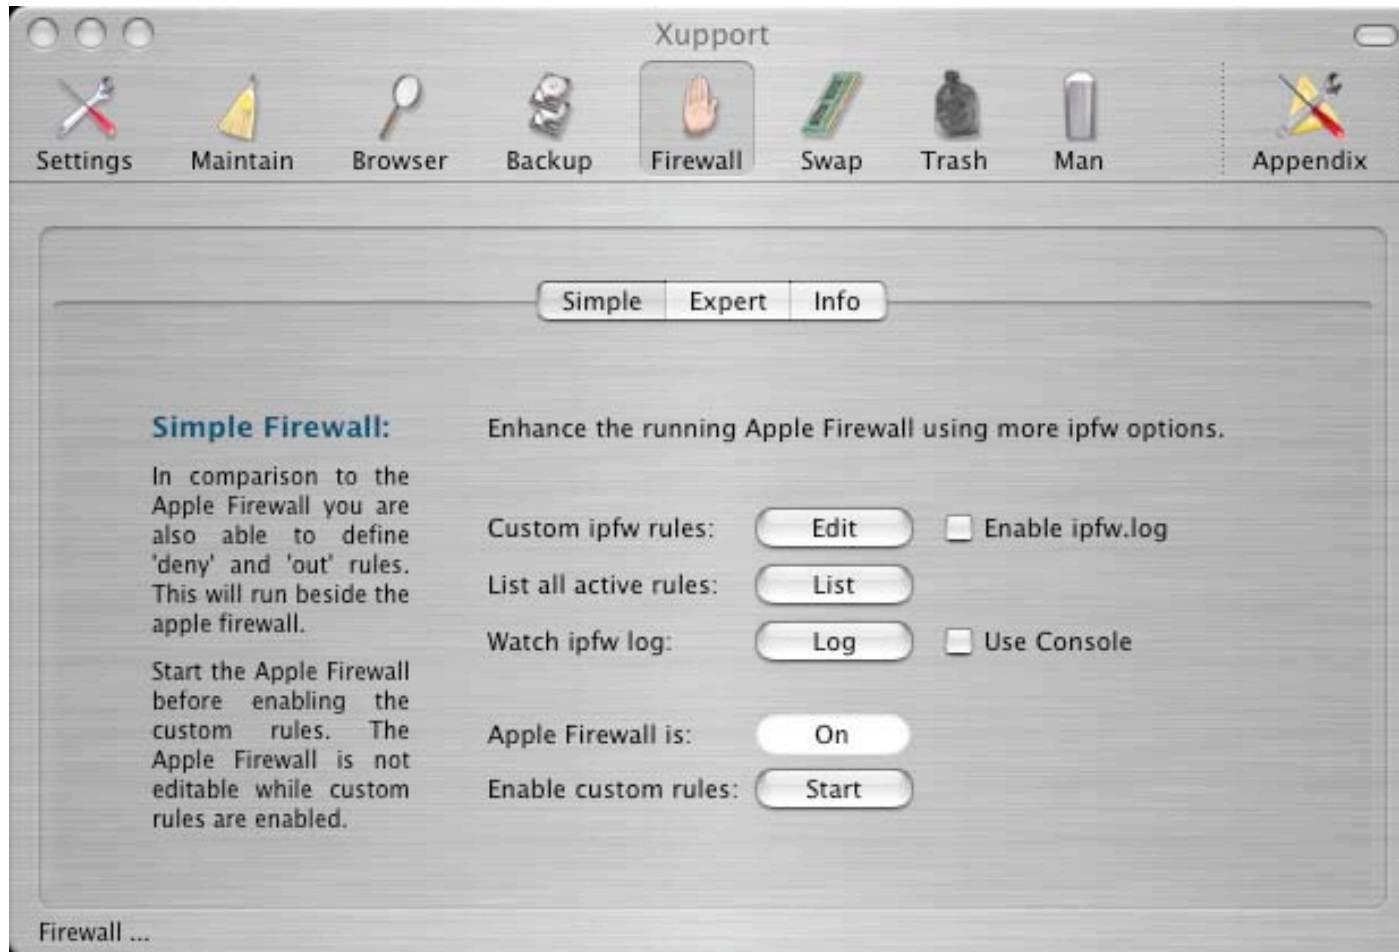 Xupport
Settings Maintain Browser Backup Firewall Swap Trash Man Appendix
Simple Expert Info
Simple Firewall:
In comparison to the
Apple Firewall you are
also able to define
'deny' and 'out' rules.
This will run beside the
apple firewall.
Start the Apple Firewall
before enabling the
custom rules. The
Apple Firewall is not
editable while custom
rules are enabled.
Enhance the running Apple Firewall using more ipfw options.
Custom ipfw rules: Edit Enable ipfw.log
List all active rules: List
Watch ipfw log: Log Use Console
Apple Firewall is: On
Enable custom rules: Start
Firewall ...